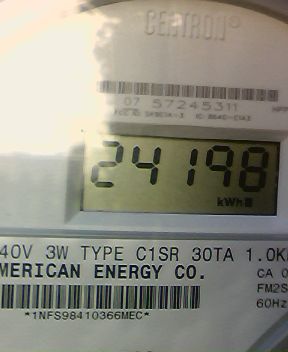 CENTRON®
07 57245311
24198
kWh
40V 3W TYPE C1SR 30TA 1.0K
MERICAN ENERGY CO.
CA 0
FM2S
60Hz
*1NFS98410366MEC*